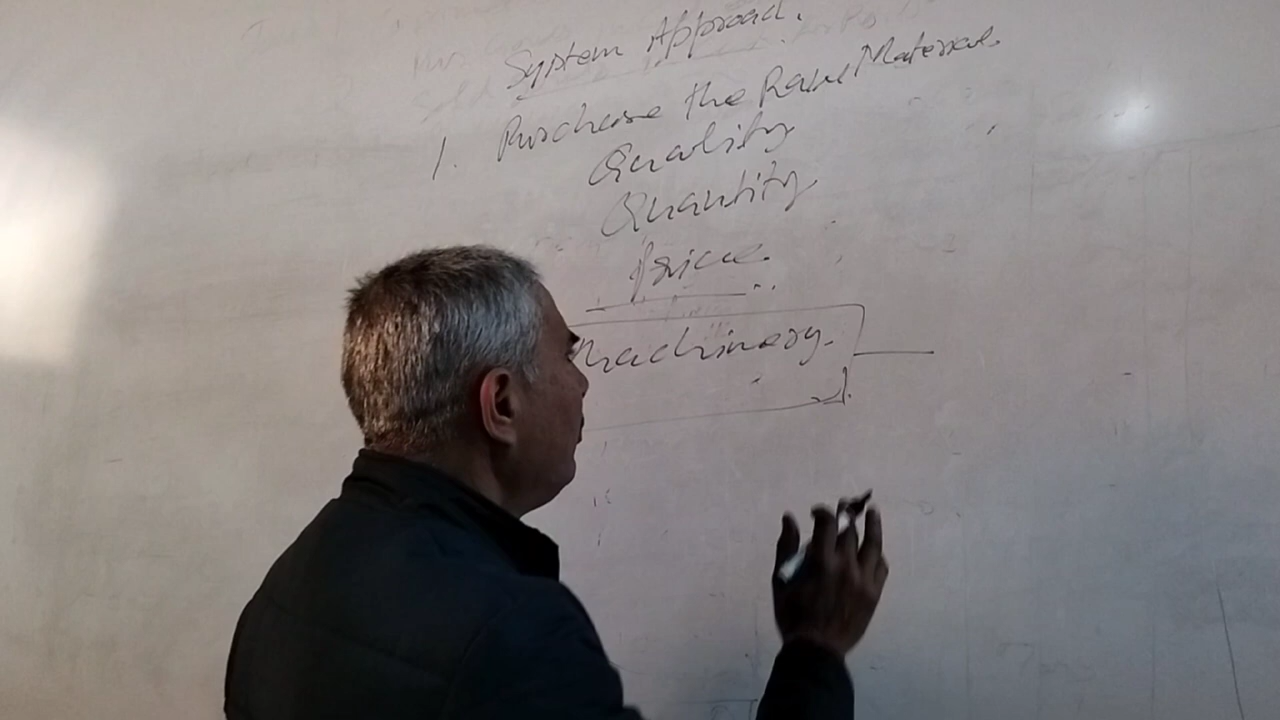 System Approach.
1. Purchase the Raw Material.
Quality
Quantity
Price.
Machinery.